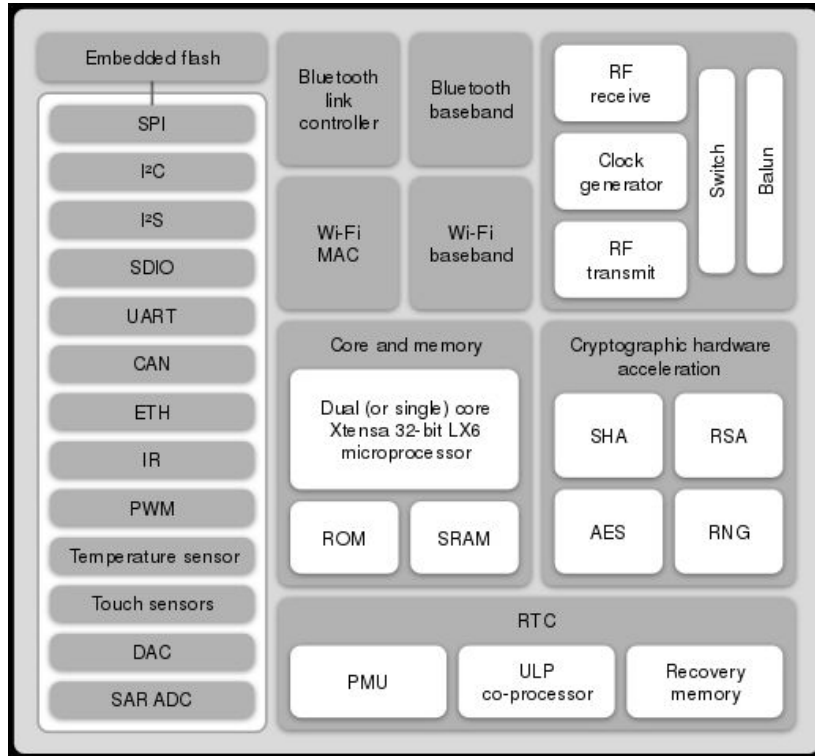 Embedded flash
SPI
I²C
I²S
SDIO
UART
CAN
ETH
IR
PWM
Temperature sensor
Touch sensors
DAC
SAR ADC
Bluetooth
link
controller
Bluetooth
baseband
Wi-Fi
MAC
Wi-Fi
baseband
RF
receive
Clock
generator
RF
transmit
Switch
Balun
Core and memory
Dual (or single) core
Xtensa 32-bit LX6
microprocessor
ROM
SRAM
Cryptographic hardware
acceleration
SHA
RSA
AES
RNG
RTC
PMU
ULP
co-processor
Recovery
memory